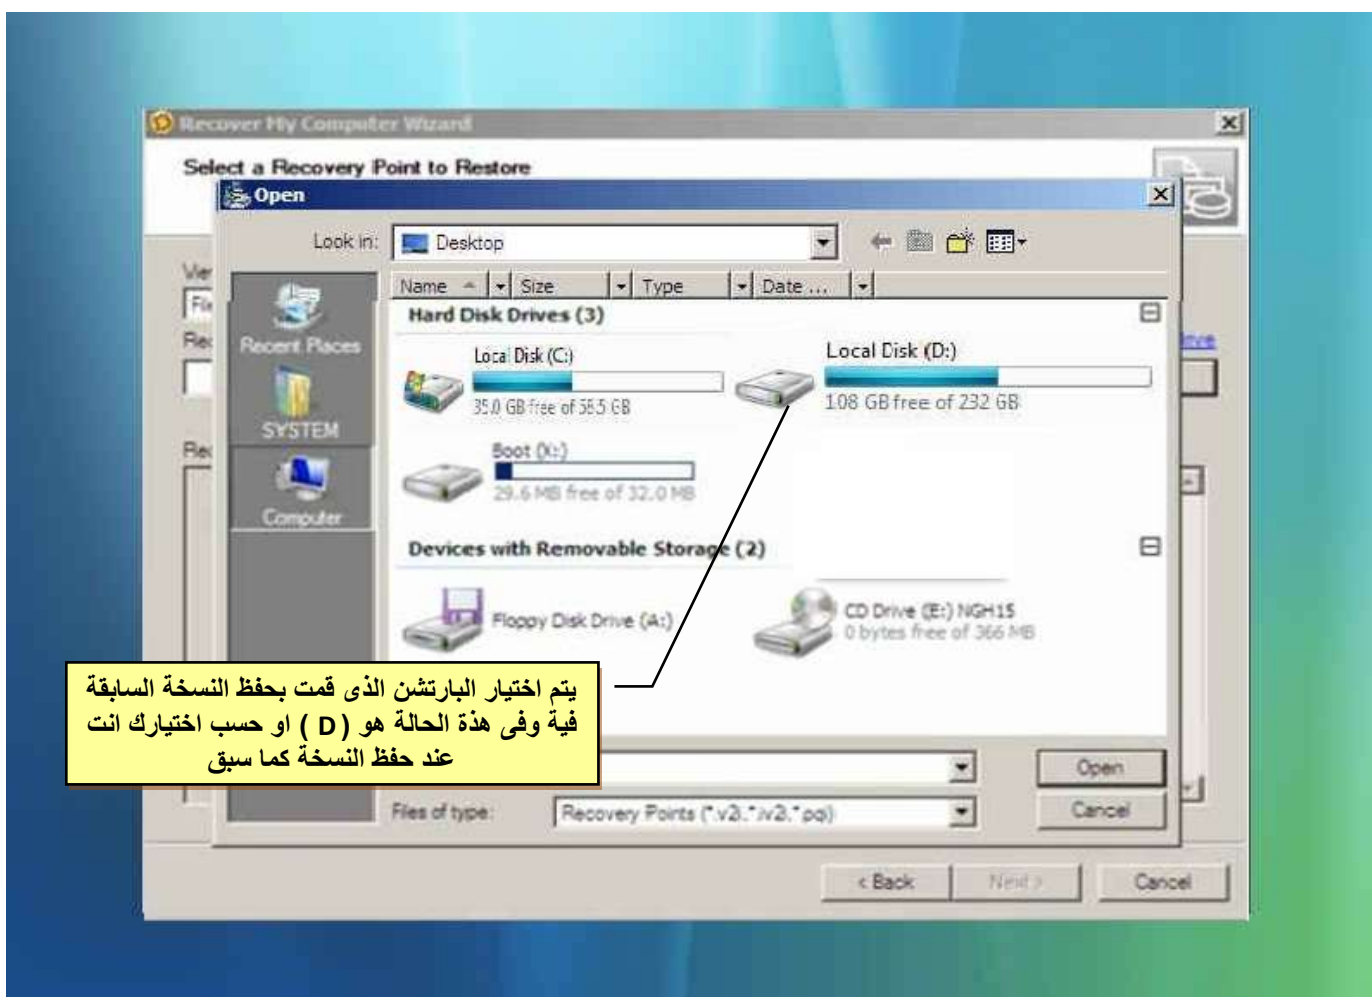 Recover My Computer Wizard
Select a Recovery Point to Restore
Open
Look in:
Desktop
Name
Size
Type
Date ...
Recent Places
SYSTEM
Computer
Hard Disk Drives (3)
Local Disk (C:)
35.0 GB free of 58.5 GB
Local Disk (D:)
108 GB free of 232 GB
Boot (X:)
29.6 MB free of 32.0 MB
Devices with Removable Storage (2)
Floppy Disk Drive (A:)
CD Drive (E:) NGH15
0 bytes free of 366 MB
يتم اختيار البارتشن الذى قمت بحفظ النسخة السابقة
فية وفى هذة الحالة هو ( D ) او حسب اختيارك انت
عند حفظ النسخة كما سبق
Open
Files of type:
Recovery Points (*.v2i,*.iv2i,*.pqi)
Cancel
< Back
Next >
Cancel